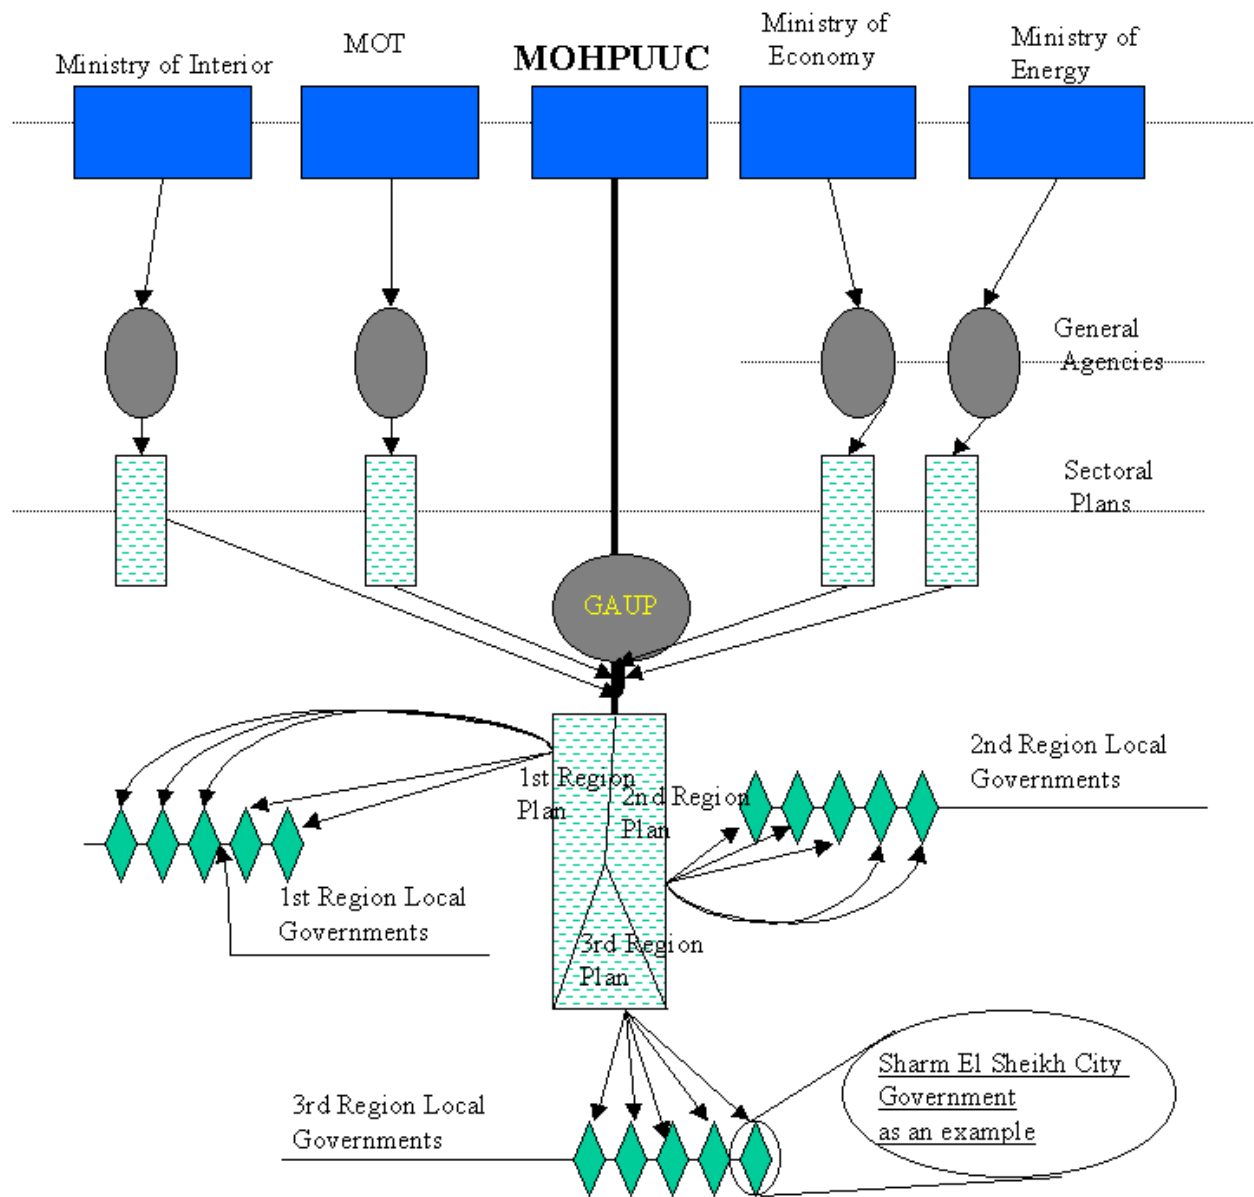 Ministry of Interior
MOT
MOHPUUC
Ministry of
Economy
Ministry of
Energy
General
Agencies
Sectoral
Plans
GAUP
1st Region
Plan
2nd Region
Plan
3rd Region
Plan
2nd Region Local
Governments
1st Region Local
Governments
3rd Region Local
Governments
Sharm El Sheikh City
Government
as an example